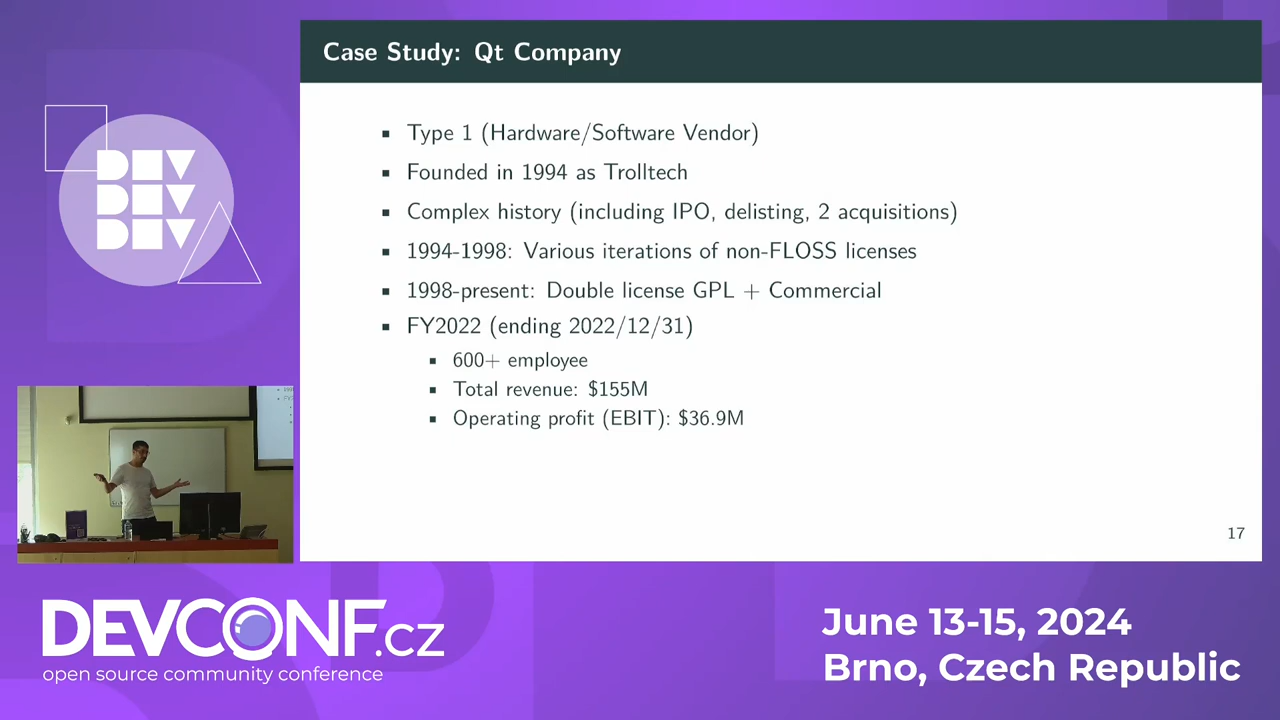 Case Study: Qt Company
Type 1 (Hardware/Software Vendor)
Founded in 1994 as Trolltech
Complex history (including IPO, delisting, 2 acquisitions)
1994-1998: Various iterations of non-FLOSS licenses
1998-present: Double license GPL + Commercial
FY2022 (ending 2022/12/31)
600+ employee
Total revenue: $155M
Operating profit (EBIT): $36.9M
17
DEV
DEV
DEV
DEVCONF.cz
open source community conference
June 13-15, 2024
Brno, Czech Republic